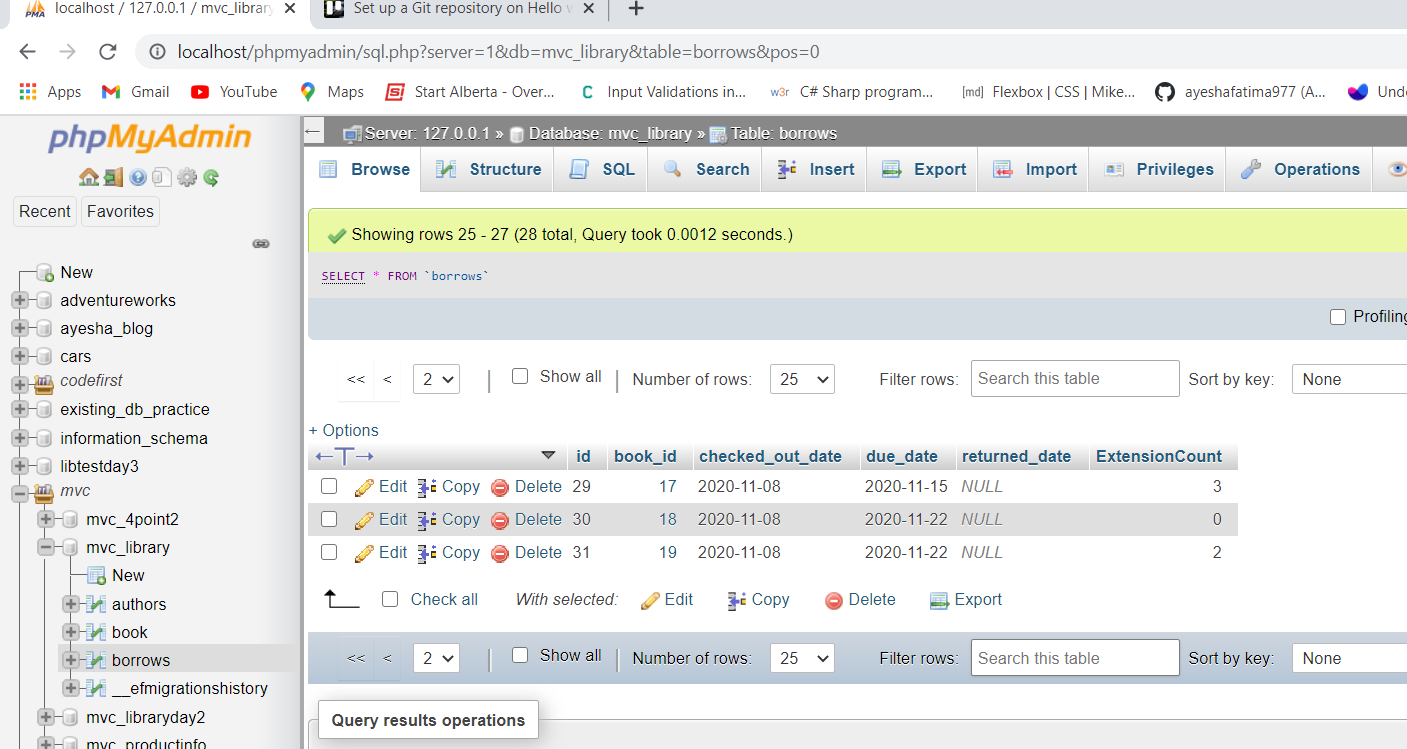 localhost / 127.0.0.1 / mvc_library
Set up a Git repository on Hello
localhost/phpmyadmin/sql.php?server=1&db=mvc_library&table=borrows&pos=0
Apps Gmail YouTube Maps Start Alberta - Over... Input Validations in... C# Sharp program... Flexbox | CSS | Mike... ayeshafatima977 (A... Unde
phpMyAdmin
Recent Favorites
New
adventureworks
ayesha_blog
cars
codefirst
existing_db_practice
information_schema
libtestday3
mvc
mvc_4point2
mvc_library
New
authors
book
borrows
__efmigrationshistory
mvc_libraryday2
mvc_productinfo
Server: 127.0.0.1 » Database: mvc_library » Table: borrows
Browse Structure SQL Search Insert Export Import Privileges Operations
Showing rows 25 - 27 (28 total, Query took 0.0012 seconds.)
SELECT * FROM `borrows`
Profiling
<< < 2 | Show all | Number of rows: 25 Filter rows: Search this table Sort by key: None
+ Options
←T→ id book_id checked_out_date due_date returned_date ExtensionCount
Edit Copy Delete 29 17 2020-11-08 2020-11-15 NULL 3
Edit Copy Delete 30 18 2020-11-08 2020-11-22 NULL 0
Edit Copy Delete 31 19 2020-11-08 2020-11-22 NULL 2
Check all With selected: Edit Copy Delete Export
<< < 2 | Show all | Number of rows: 25 Filter rows: Search this table Sort by key: None
Query results operations